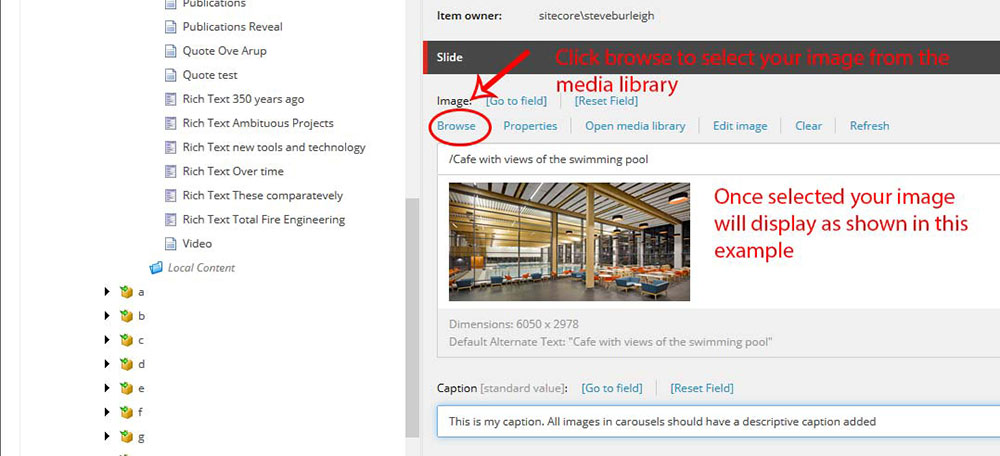 Publications
Publications Reveal
Quote Ove Arup
Quote test
Rich Text 350 years ago
Rich Text Ambituous Projects
Rich Text new tools and technology
Rich Text Over time
Rich Text These comparatevely
Rich Text Total Fire Engineering
Video
Local Content
a
b
c
d
e
f
g
Item owner: sitecore\steveburleigh
Slide
Click browse to select your image from the
media library
Image: [Go to field] [Reset Field]
Browse Properties Open media library Edit image Clear Refresh
/Cafe with views of the swimming pool
Once selected your image
will display as shown in this
example
Dimensions: 6050 x 2978
Default Alternate Text: "Cafe with views of the swimming pool"
Caption [standard value]: [Go to field] [Reset Field]
This is my caption. All images in carousels should have a descriptive caption added